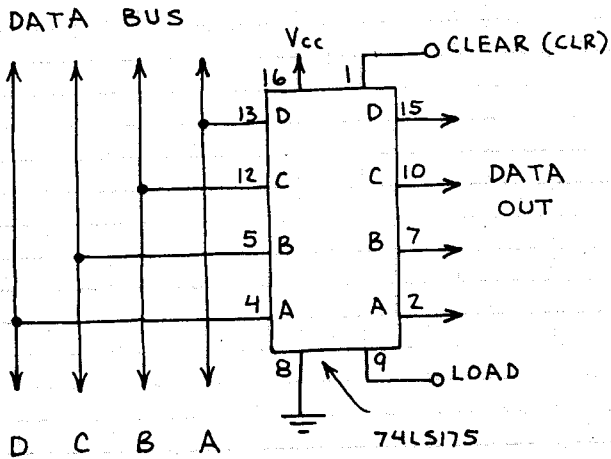 DATA BUS
Vcc
CLEAR (CLR)
16 1
13 D D 15
12 C C 10
DATA
OUT
5 B B 7
4 A A 2
8 9
LOAD
D C B A
74LS175